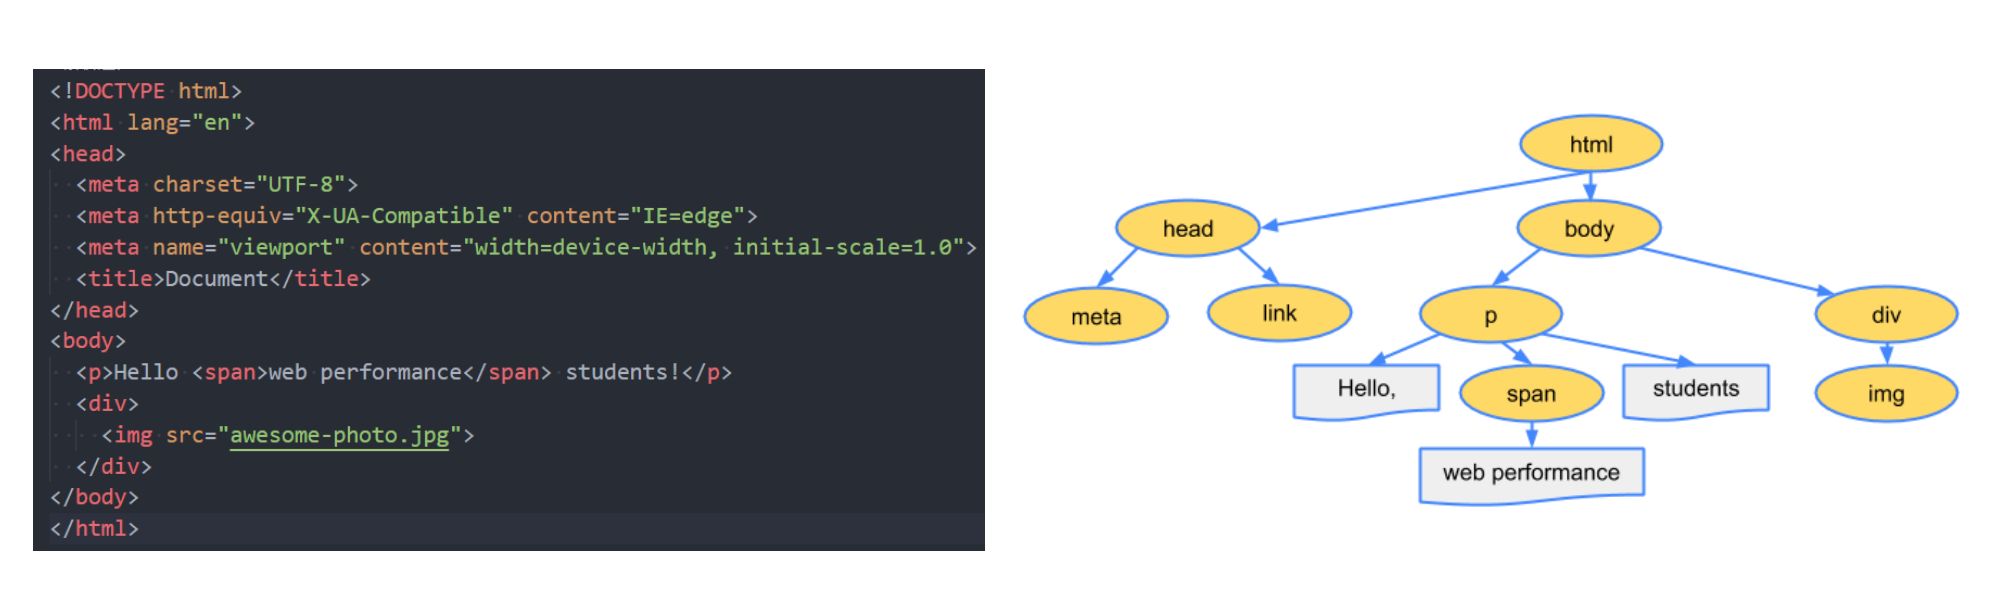 <!DOCTYPE html>
<html lang="en">
<head>
  <meta charset="UTF-8">
  <meta http-equiv="X-UA-Compatible" content="IE=edge">
  <meta name="viewport" content="width=device-width, initial-scale=1.0">
  <title>Document</title>
</head>
<body>
  <p>Hello <span>web performance</span> students!</p>
  <div>
    <img src="awesome-photo.jpg">
  </div>
</body>
</html>
html
head
body
meta
link
p
div
Hello,
span
students
img
web performance